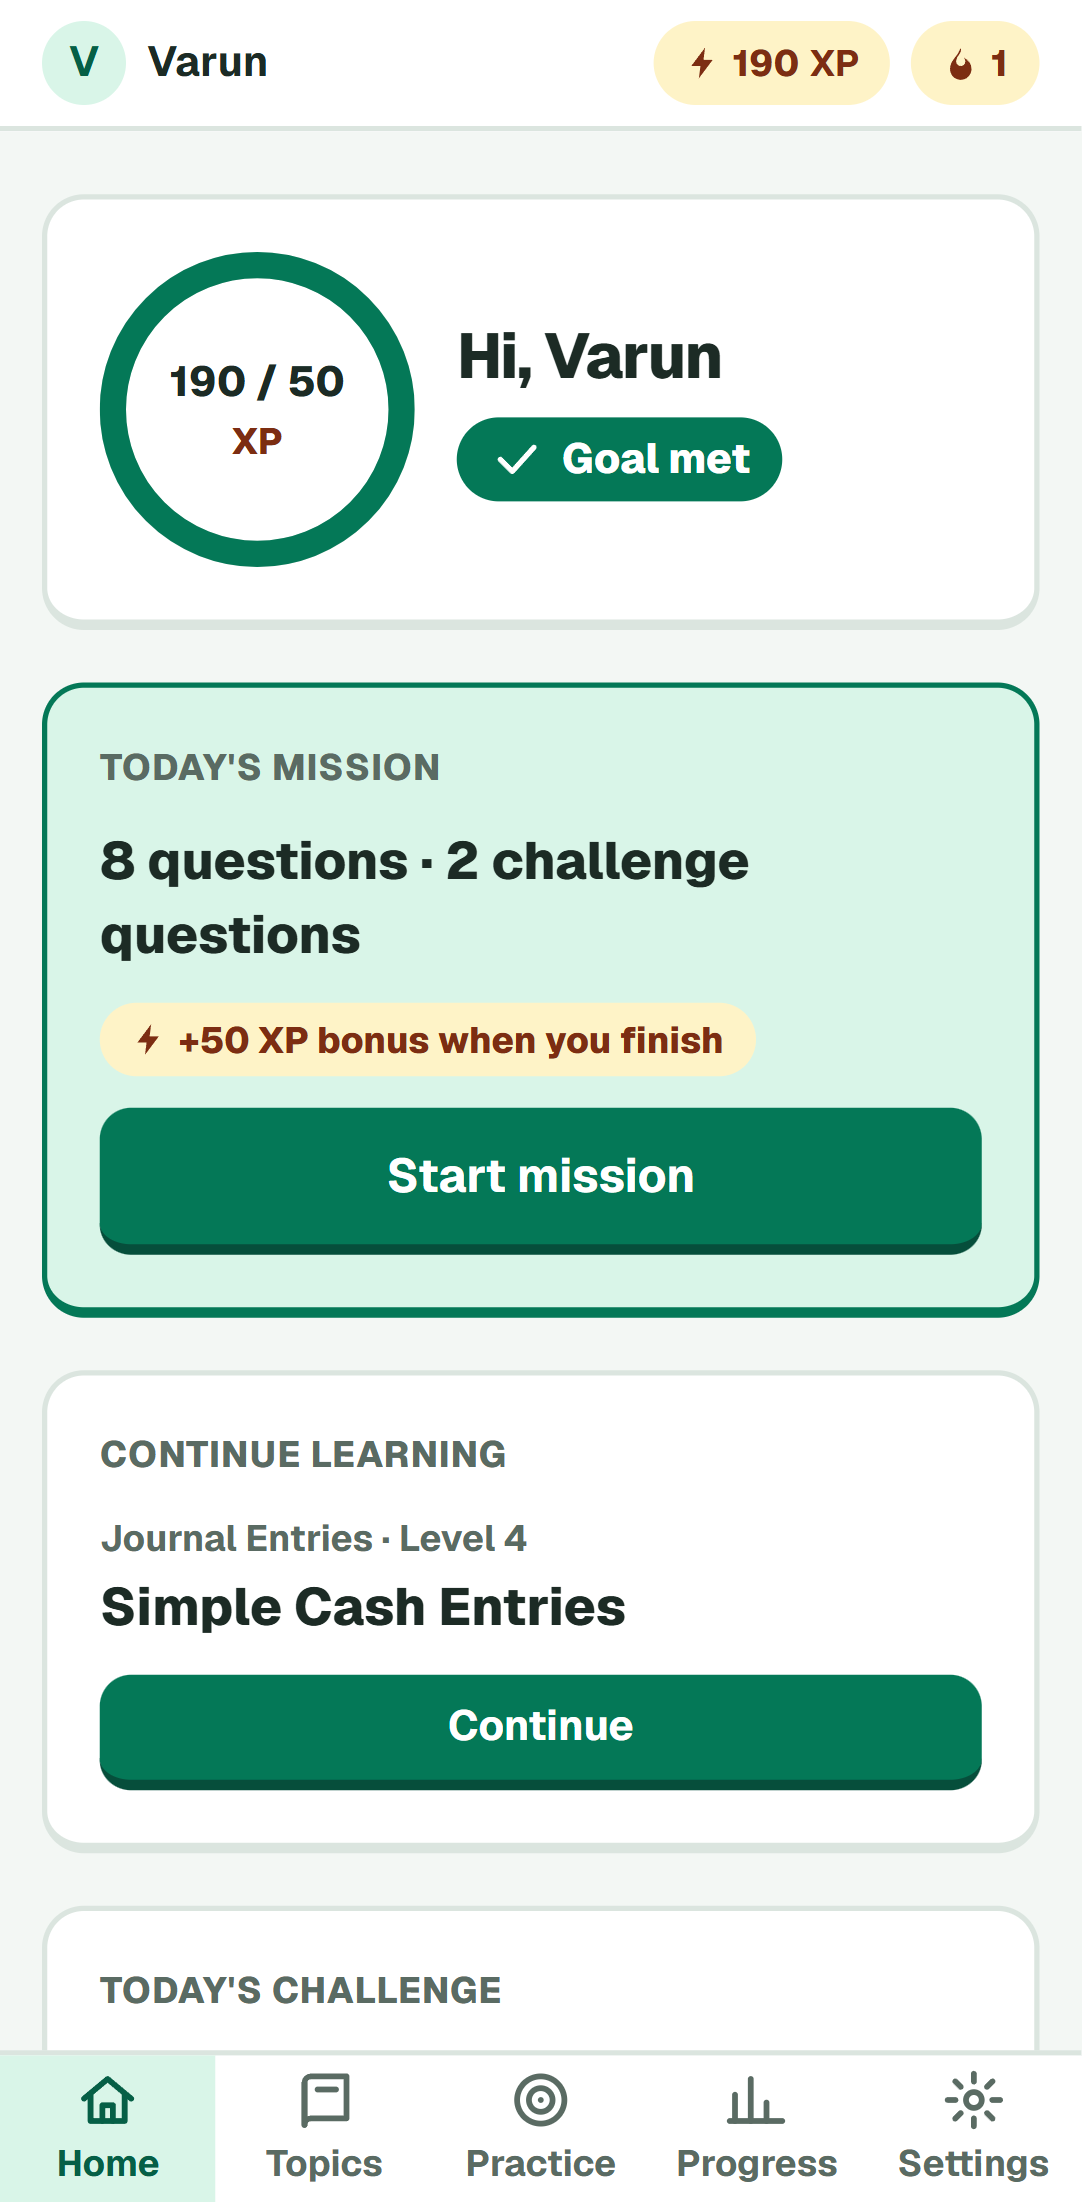 V Varun 190 XP 1
190 / 50
XP
Hi, Varun
Goal met
TODAY'S MISSION
8 questions · 2 challenge
questions
+50 XP bonus when you finish
Start mission
CONTINUE LEARNING
Journal Entries · Level 4
Simple Cash Entries
Continue
TODAY'S CHALLENGE
Home Topics Practice Progress Settings